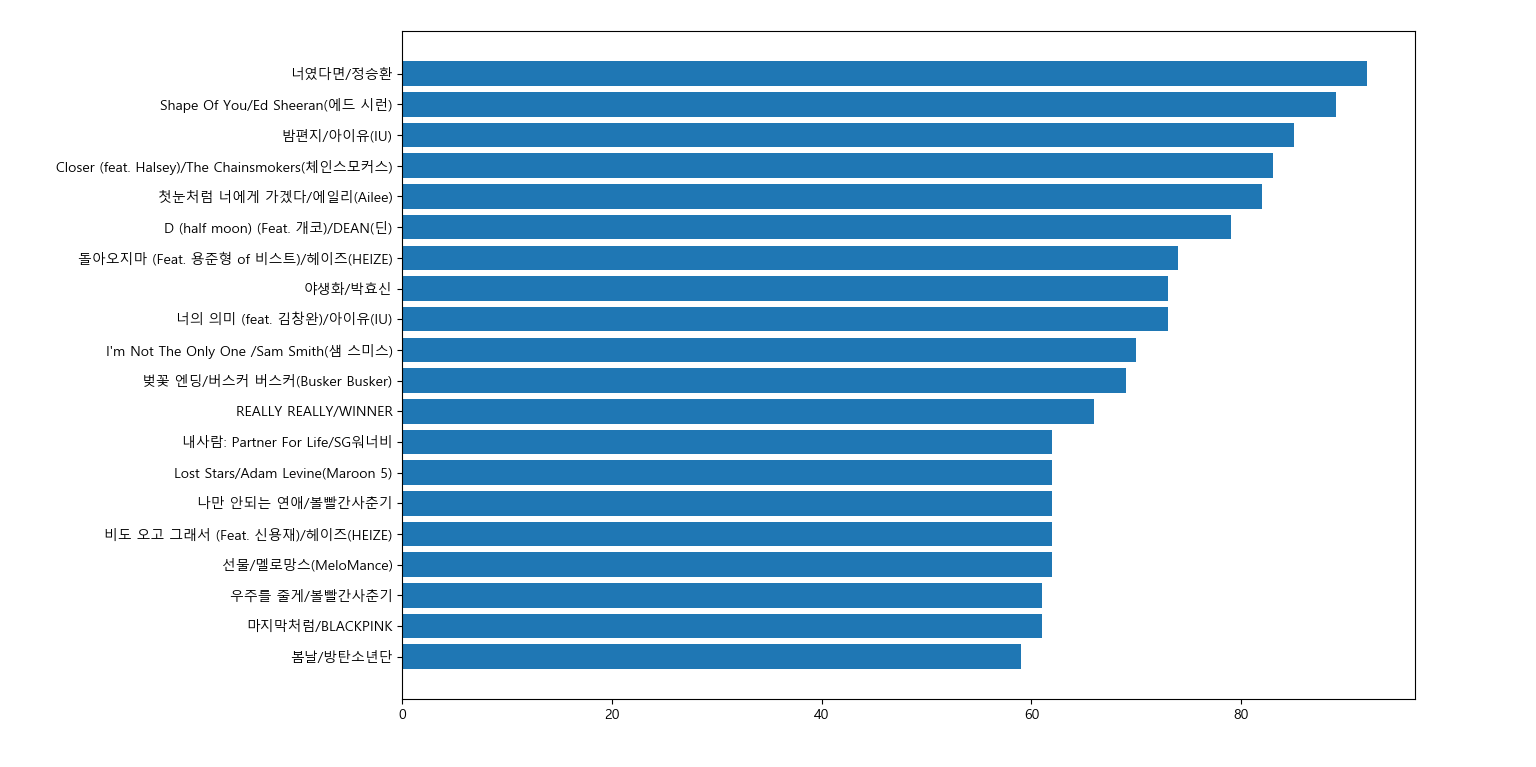 너였다면/정승환
Shape Of You/Ed Sheeran(에드 시런)
밤편지/아이유(IU)
Closer (feat. Halsey)/The Chainsmokers(체인스모커스)
첫눈처럼 너에게 가겠다/에일리(Ailee)
D (half moon) (Feat. 개코)/DEAN(딘)
돌아오지마 (Feat. 용준형 of 비스트)/헤이즈(HEIZE)
야생화/박효신
너의 의미 (feat. 김창완)/아이유(IU)
I'm Not The Only One /Sam Smith(샘 스미스)
벚꽃 엔딩/버스커 버스커(Busker Busker)
REALLY REALLY/WINNER
내사람: Partner For Life/SG워너비
Lost Stars/Adam Levine(Maroon 5)
나만 안되는 연애/볼빨간사춘기
비도 오고 그래서 (Feat. 신용재)/헤이즈(HEIZE)
선물/멜로망스(MeloMance)
우주를 줄게/볼빨간사춘기
마지막처럼/BLACKPINK
봄날/방탄소년단
0 20 40 60 80